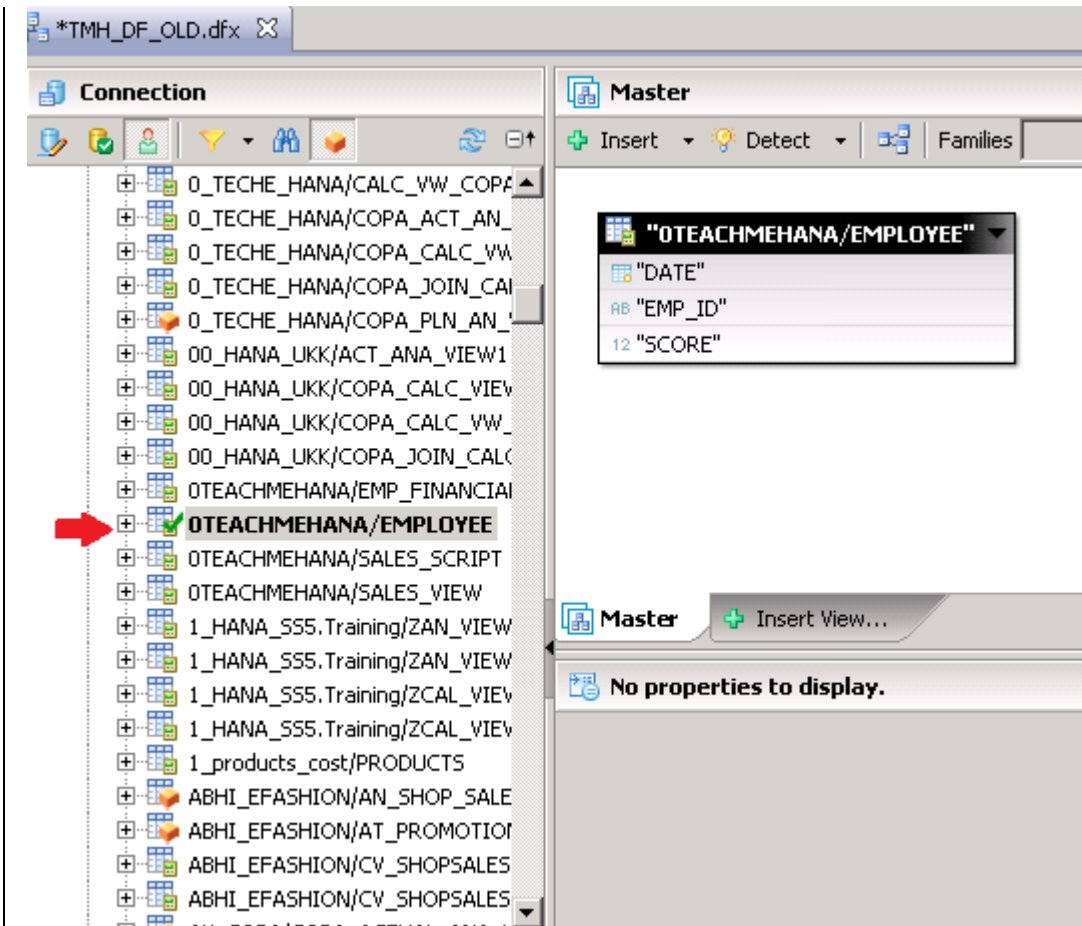 *TMH_DF_OLD.dfx
Connection
0_TECHE_HANA/CALC_VW_COPA
0_TECHE_HANA/COPA_ACT_AN_
0_TECHE_HANA/COPA_CALC_VW
0_TECHE_HANA/COPA_JOIN_CAL
0_TECHE_HANA/COPA_PLN_AN_
00_HANA_UKK/ACT_ANA_VIEW1
00_HANA_UKK/COPA_CALC_VIEW
00_HANA_UKK/COPA_CALC_VW_
00_HANA_UKK/COPA_JOIN_CALC
0TEACHMEHANA/EMP_FINANCIAL
0TEACHMEHANA/EMPLOYEE
0TEACHMEHANA/SALES_SCRIPT
0TEACHMEHANA/SALES_VIEW
1_HANA_SS5.Training/ZAN_VIEW
1_HANA_SS5.Training/ZAN_VIEW
1_HANA_SS5.Training/ZCAL_VIEW
1_HANA_SS5.Training/ZCAL_VIEW
1_products_cost/PRODUCTS
ABHI_EFASHION/AN_SHOP_SALE
ABHI_EFASHION/AT_PROMOTION
ABHI_EFASHION/CV_SHOPSALES
ABHI_EFASHION/CV_SHOPSALES
Master
Insert Detect Families
"0TEACHMEHANA/EMPLOYEE"
"DATE"
AB "EMP_ID"
12 "SCORE"
Master Insert View...
No properties to display.